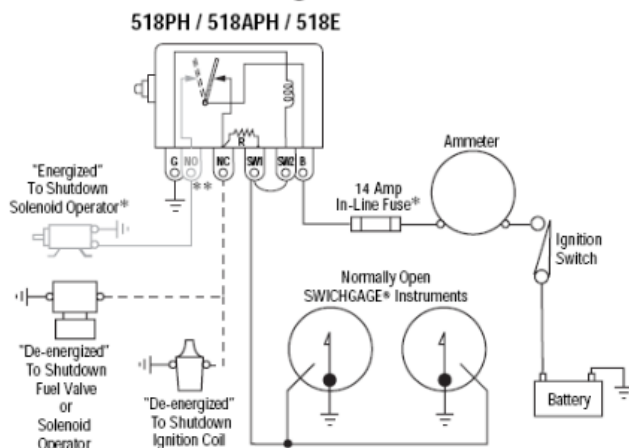 518PH / 518APH / 518E
R
G
NO
NC
SW1
SW2
B
**
"Energized"
To Shutdown
Solenoid Operator*
14 Amp
In-Line Fuse*
Ammeter
Ignition
Switch
Normally Open
SWICHGAGE® Instruments
"De-energized"
To Shutdown
Fuel Valve
or
Solenoid
Operator
"De-energized"
To Shutdown
Ignition Coil
Battery